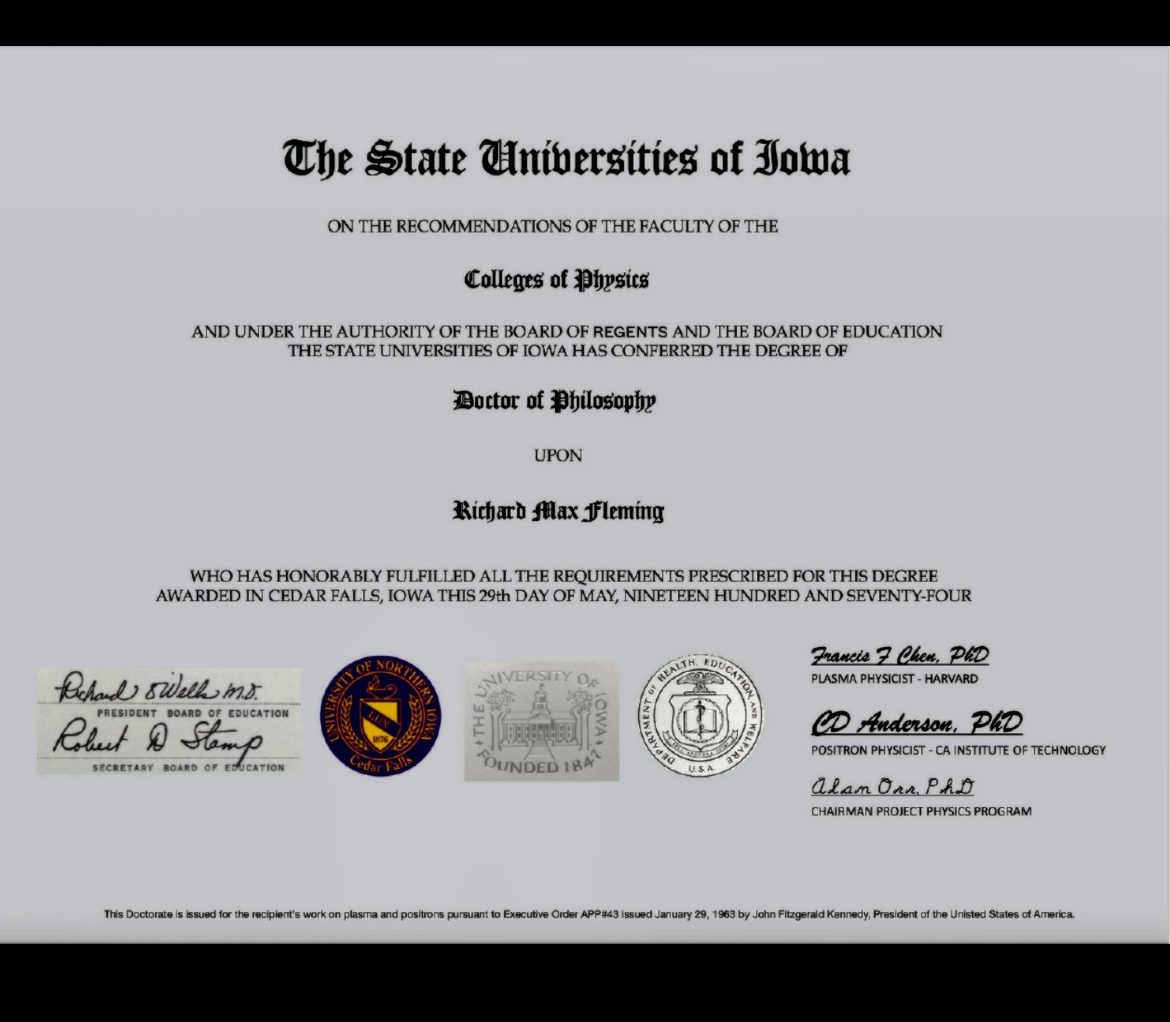 The State Universities of Iowa
ON THE RECOMMENDATIONS OF THE FACULTY OF THE
Colleges of Physics
AND UNDER THE AUTHORITY OF THE BOARD OF REGENTS AND THE BOARD OF EDUCATION
THE STATE UNIVERSITIES OF IOWA HAS CONFERRED THE DEGREE OF
Doctor of Philosophy
UPON
Richard Max Fleming
WHO HAS HONORABLY FULFILLED ALL THE REQUIREMENTS PRESCRIBED FOR THIS DEGREE
AWARDED IN CEDAR FALLS, IOWA THIS 29th DAY OF MAY, NINETEEN HUNDRED AND SEVENTY-FOUR
Richard S Wells M.D.
PRESIDENT BOARD OF EDUCATION
Robert D Stamp
SECRETARY BOARD OF EDUCATION
UNIVERSITY OF NORTHERN IOWA
LUX
1876
Cedar Falls
THE UNIVERSITY OF IOWA
FOUNDED 1847
DEPARTMENT OF HEALTH, EDUCATION, AND WELFARE
U.S.A.
Francis F Chen, PhD
PLASMA PHYSICIST - HARVARD
CD Anderson, PhD
POSITRON PHYSICIST - CA INSTITUTE OF TECHNOLOGY
Alan Orr, PhD
CHAIRMAN PROJECT PHYSICS PROGRAM
This Doctorate is issued for the recipient's work on plasma and positrons pursuant to Executive Order APP#43 issued January 29, 1963 by John Fitzgerald Kennedy, President of the Unisted States of America.